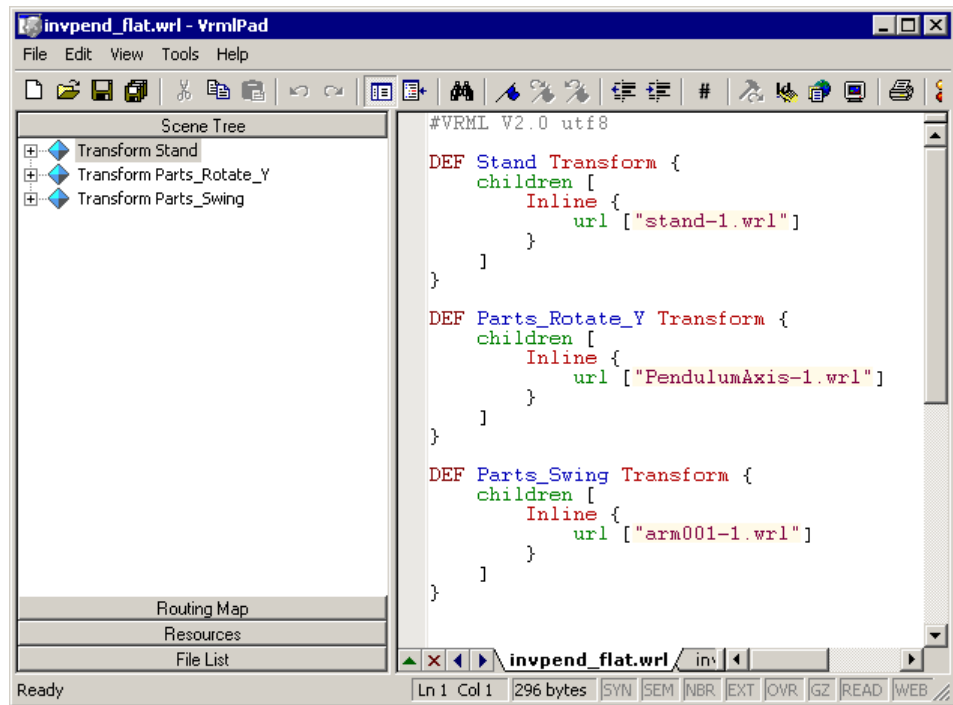 invpend_flat.wrl - VrmlPad
File Edit View Tools Help
#
Scene Tree
Transform Stand
Transform Parts_Rotate_Y
Transform Parts_Swing
Routing Map
Resources
File List
#VRML V2.0 utf8
DEF Stand Transform {
children [
Inline {
url ["stand-1.wrl"]
}
]
}
DEF Parts_Rotate_Y Transform {
children [
Inline {
url ["PendulumAxis-1.wrl"]
}
]
}
DEF Parts_Swing Transform {
children [
Inline {
url ["arm001-1.wrl"]
}
]
}
invpend_flat.wrl
Ready Ln 1 Col 1 296 bytes SYN SEM NBR EXT OVR GZ READ WEB